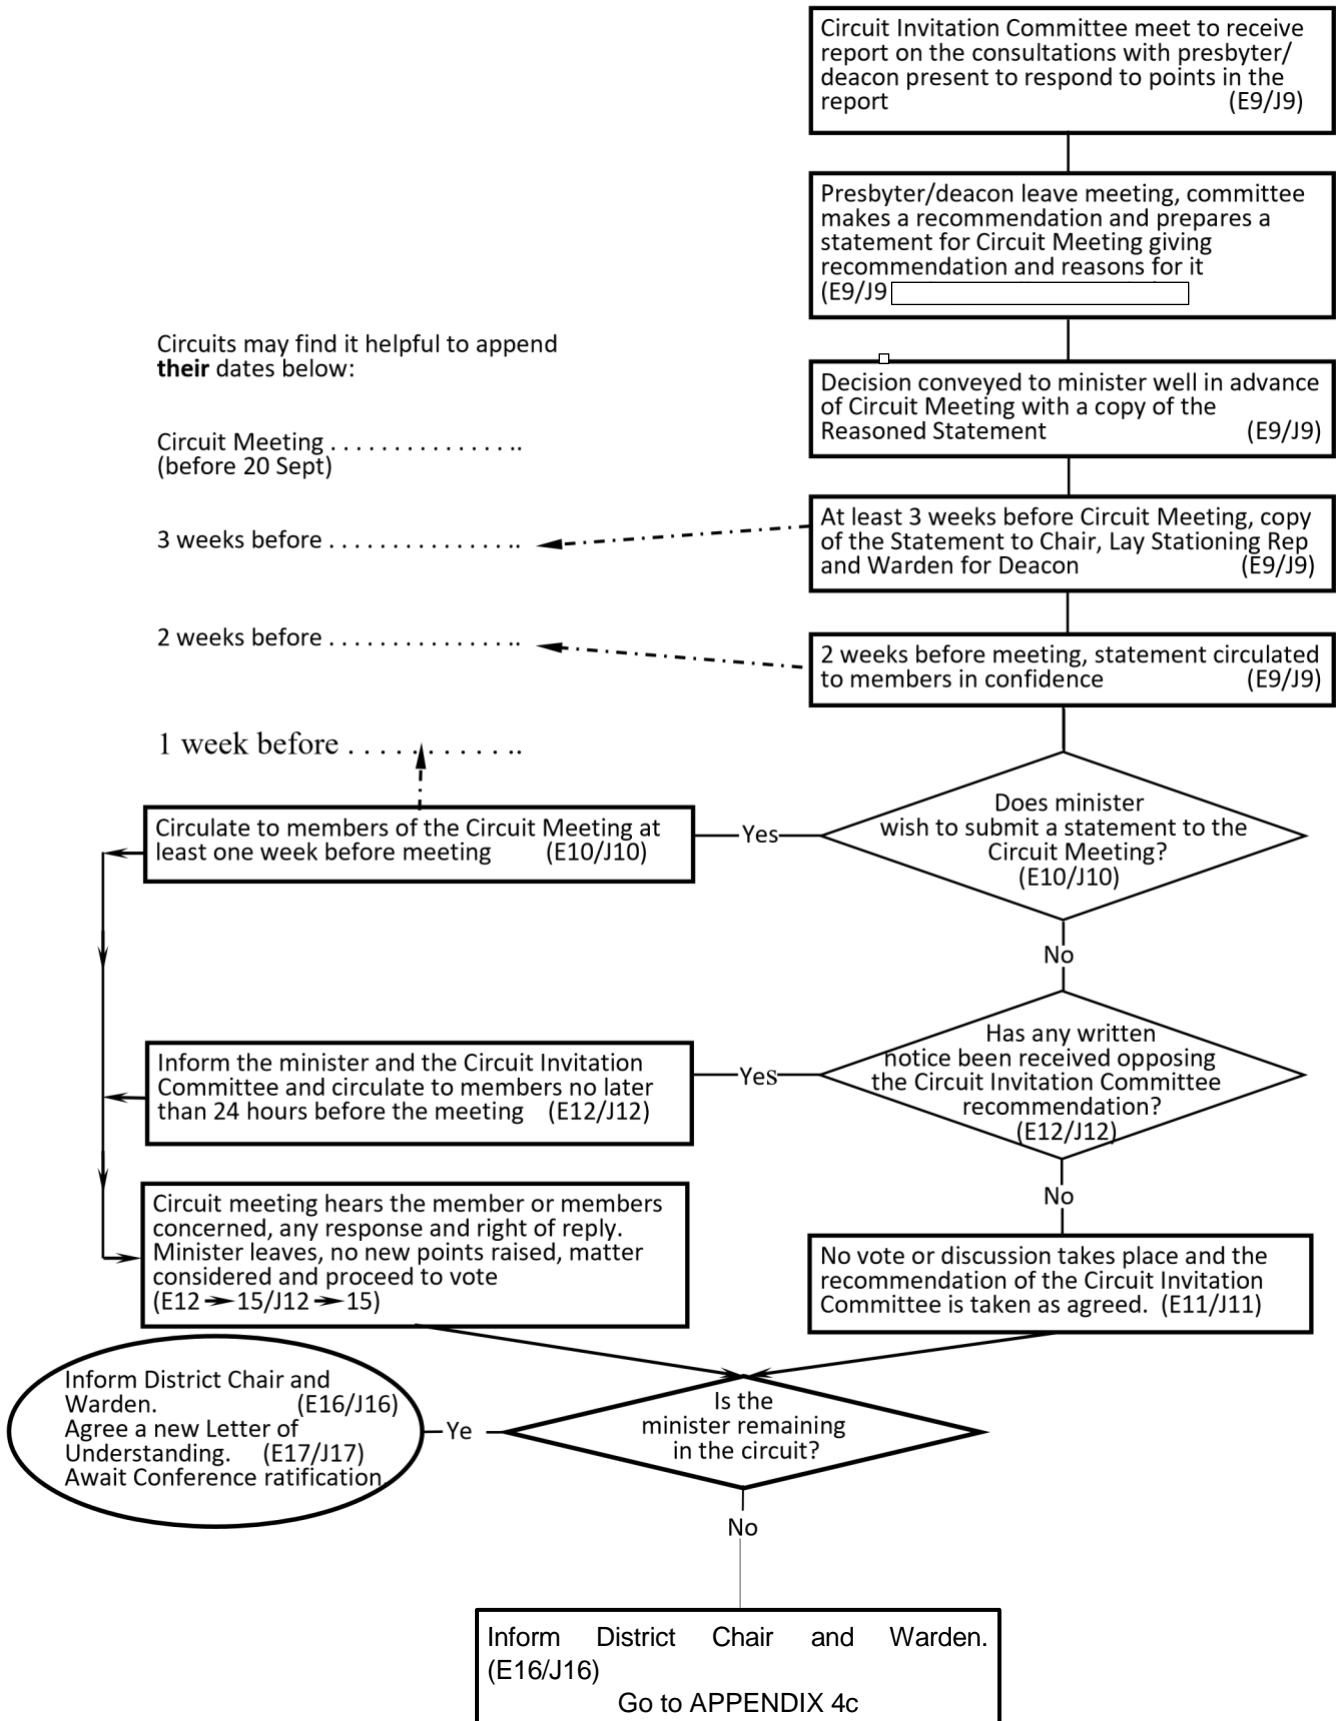 Circuit Invitation Committee meet to receive
report on the consultations with presbyter/
deacon present to respond to points in the
report (E9/J9)
Presbyter/deacon leave meeting, committee
makes a recommendation and prepares a
statement for Circuit Meeting giving
recommendation and reasons for it
(E9/J9
Circuits may find it helpful to append
their dates below:
Decision conveyed to minister well in advance
of Circuit Meeting with a copy of the
Reasoned Statement (E9/J9)
Circuit Meeting . . . . . . . . . . . . . . ..
(before 20 Sept)
At least 3 weeks before Circuit Meeting, copy
of the Statement to Chair, Lay Stationing Rep
and Warden for Deacon (E9/J9)
3 weeks before . . . . . . . . . . . . . . ..
2 weeks before . . . . . . . . . . . . . . ..
2 weeks before meeting, statement circulated
to members in confidence (E9/J9)
1 week before . . . . . . . . . . . ..
Does minister
wish to submit a statement to the
Circuit Meeting?
(E10/J10)
Yes
Circulate to members of the Circuit Meeting at
least one week before meeting (E10/J10)
No
Has any written
notice been received opposing
the Circuit Invitation Committee
recommendation?
(E12/J12)
Yes
Inform the minister and the Circuit Invitation
Committee and circulate to members no later
than 24 hours before the meeting (E12/J12)
No
Circuit meeting hears the member or members
concerned, any response and right of reply.
Minister leaves, no new points raised, matter
considered and proceed to vote
(E12 → 15/J12 → 15)
No vote or discussion takes place and the
recommendation of the Circuit Invitation
Committee is taken as agreed. (E11/J11)
Is the
minister remaining
in the circuit?
Ye
Inform District Chair and
Warden. (E16/J16)
Agree a new Letter of
Understanding. (E17/J17)
Await Conference ratification.
No
Inform District Chair and Warden.
(E16/J16)
Go to APPENDIX 4c